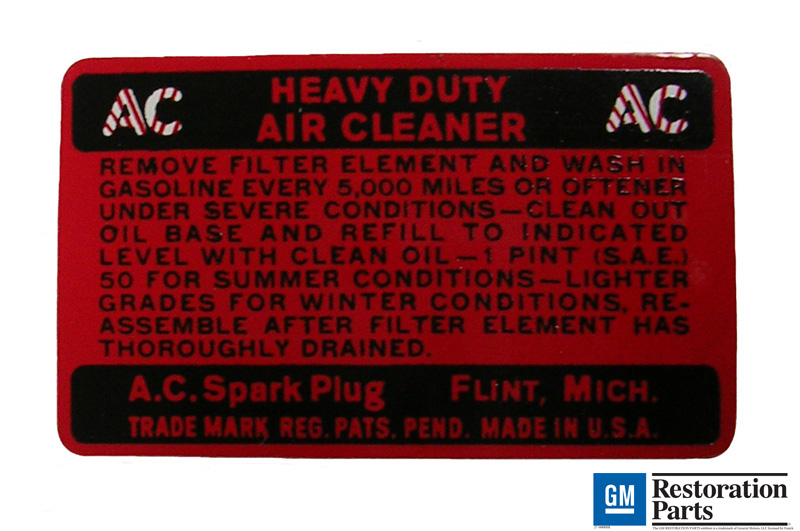 AC HEAVY DUTY AC
AIR CLEANER
REMOVE FILTER ELEMENT AND WASH IN
GASOLINE EVERY 5,000 MILES OR OFTENER
UNDER SEVERE CONDITIONS—CLEAN OUT
OIL BASE AND REFILL TO INDICATED
LEVEL WITH CLEAN OIL—1 PINT (S.A.E.)
50 FOR SUMMER CONDITIONS—LIGHTER
GRADES FOR WINTER CONDITIONS, RE-
ASSEMBLE AFTER FILTER ELEMENT HAS
THOROUGHLY DRAINED.
A.C. Spark Plug FLINT, MICH.
TRADE MARK REG. PATS. PEND. MADE IN U.S.A.
GM Restoration
Parts